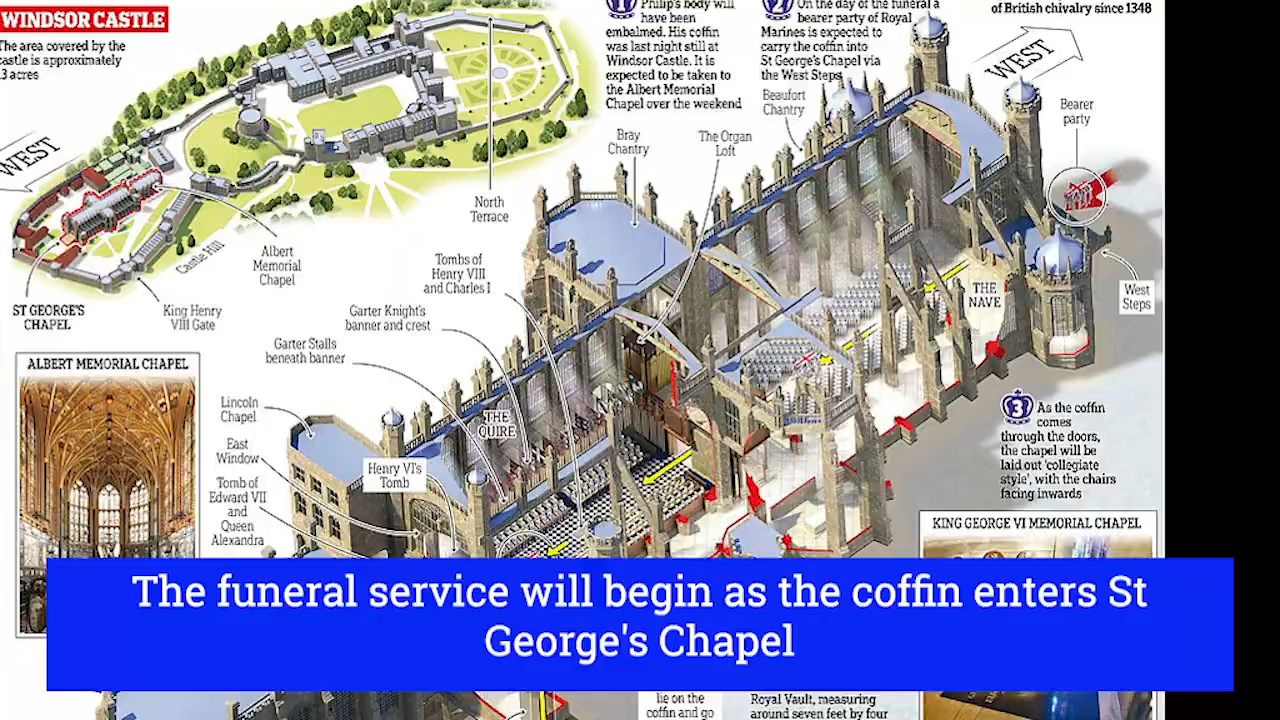 WINDSOR CASTLE
The area covered by the
castle is approximately
13 acres
1 Philip's body will
have been
embalmed. His coffin
was last night still at
Windsor Castle. It is
expected to be taken to
the Albert Memorial
Chapel over the weekend
2 On the day of the funeral a
bearer party of Royal
Marines is expected to
carry the coffin into
St George's Chapel via
the West Steps
of British chivalry since 1348
WEST
WEST
Beaufort
Chantry
Bearer
party
Bray
Chantry
The Organ
Loft
North
Terrace
Albert
Memorial
Chapel
Castle Hill
Tombs of
Henry VIII
and Charles I
THE
NAVE
West
Steps
ST GEORGE'S
CHAPEL
King Henry
VIII Gate
Garter Knight's
banner and crest
Garter Stalls
beneath banner
ALBERT MEMORIAL CHAPEL
Lincoln
Chapel
THE
QUIRE
East
Window
Henry VI's
Tomb
Tomb of
Edward VII
and
Queen
Alexandra
3 As the coffin
comes
through the doors,
the chapel will be
laid out 'collegiate
style', with the chairs
facing inwards
KING GEORGE VI MEMORIAL CHAPEL
The funeral service will begin as the coffin enters St
George's Chapel
lie on the
coffin and go
Royal Vault, measuring
around seven feet by four